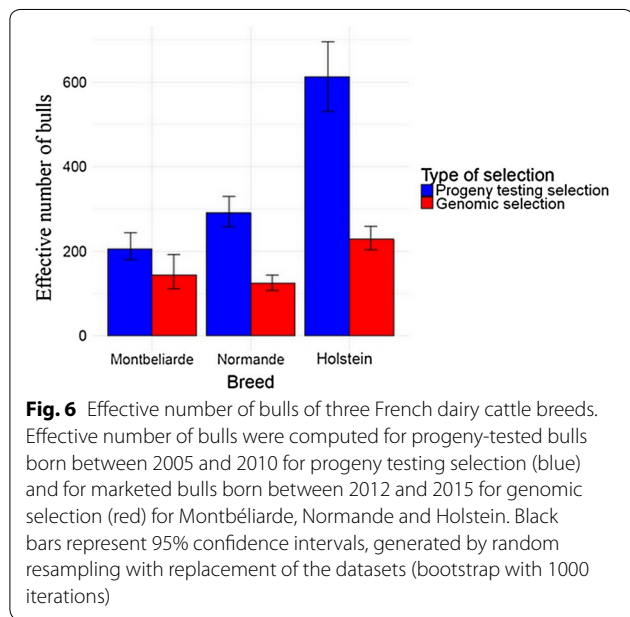 600
400
200
0
Effective number of bulls
Montbeliarde
Normande
Holstein
Breed
Type of selection
Progeny testing selection
Genomic selection
Fig. 6 Effective number of bulls of three French dairy cattle breeds.
Effective number of bulls were computed for progeny-tested bulls
born between 2005 and 2010 for progeny testing selection (blue)
and for marketed bulls born between 2012 and 2015 for genomic
selection (red) for Montbéliarde, Normande and Holstein. Black
bars represent 95% confidence intervals, generated by random
resampling with replacement of the datasets (bootstrap with 1000
iterations)